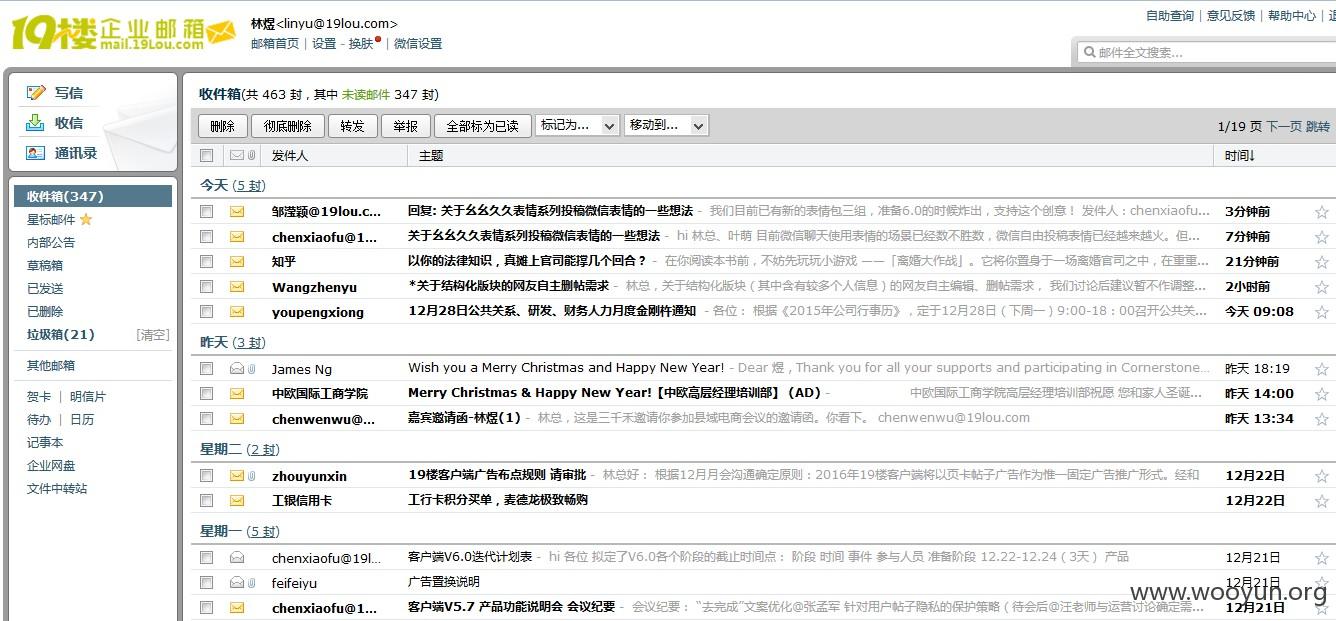 19楼企业邮箱 mail.19Lou.com
林煜<linyu@19lou.com>
邮箱首页 | 设置 - 换肤 | 微信设置
自助查询 | 意见反馈 | 帮助中心 |
邮件全文搜索...
写信
收信
通讯录
收件箱(347)
星标邮件
内部公告
草稿箱
已发送
已删除
垃圾箱(21) [清空]
其他邮箱
贺卡 | 明信片
待办 | 日历
记事本
企业网盘
文件中转站
收件箱(共 463 封，其中 未读邮件 347 封)
删除 彻底删除 转发 举报 全部标为已读 标记为... 移动到... 1/19 页 下一页 跳转
发件人 主题 时间↓
今天 (5 封)
邹滢颖@19lou.c... 回复: 关于幺幺久久表情系列投稿微信表情的一些想法 - 我们目前已有新的表情包三组，准备6.0的时候炸出，支持这个创意！ 发件人：chenxiaofu... 3分钟前
chenxiaofu@1... 关于幺幺久久表情系列投稿微信表情的一些想法 - hi 林总、叶萌 目前微信聊天使用表情的场景已经数不胜数，微信自由投稿表情已经越来越火。但... 7分钟前
知乎 以你的法律知识，真摊上官司能撑几个回合？ - 在你阅读本书前，不妨先玩玩小游戏 ——「离婚大作战」。它将你置身于一场离婚官司之中，在重重... 21分钟前
Wangzhenyu *关于结构化版块的网友自主删帖需求 - 林总，关于结构化版块（其中含有较多个人信息）的网友自主编辑、删帖需求， 我们讨论后建议暂不作调整... 2小时前
youpengxiong 12月28日公共关系、研发、财务人力月度金刚杵通知 - 各位： 根据《2015年公司行事历》，定于12月28日（下周一）9:00-18：00召开公共关... 今天 09:08
昨天 (3 封)
James Ng Wish you a Merry Christmas and Happy New Year! - Dear 煜 , Thank you for all your supports and participating in Cornerstone... 昨天 18:19
中欧国际工商学院 Merry Christmas & Happy New Year!【中欧高层经理培训部】（AD） - 中欧国际工商学院高层经理培训部祝愿 您和家人圣诞... 昨天 14:00
chenwenwu@... 嘉宾邀请函-林煜(1) - 林总，这是三千禾邀请你参加县域电商会议的邀请函。你看下。 chenwenwu@19lou.com 昨天 13:34
星期二 (2 封)
zhouyunxin 19楼客户端广告布点规则 请审批 - 林总好： 根据12月月会沟通确定原则：2016年19楼客户端将以页卡帖子广告作为惟一固定广告推广形式。经和 12月22日
工银信用卡 工行卡积分买单，麦德龙极致畅购 12月22日
星期一 (5 封)
chenxiaofu@19l... 客户端V6.0迭代计划表 - hi 各位 拟定了V6.0各个阶段的截止时间点： 阶段 时间 事件 参与人员 准备阶段 12.22-12.24（3天） 产品 12月21日
feifeiyu 广告置换说明 12月21日
chenxiaofu@1... 客户端V5.7 产品功能说明会 会议纪要 - 会议纪要： “去完成”文案优化@张孟军 针对用户帖子隐私的保护策略（待会后@汪老师与运营讨论确定需... 12月21日
www.wooyun.org